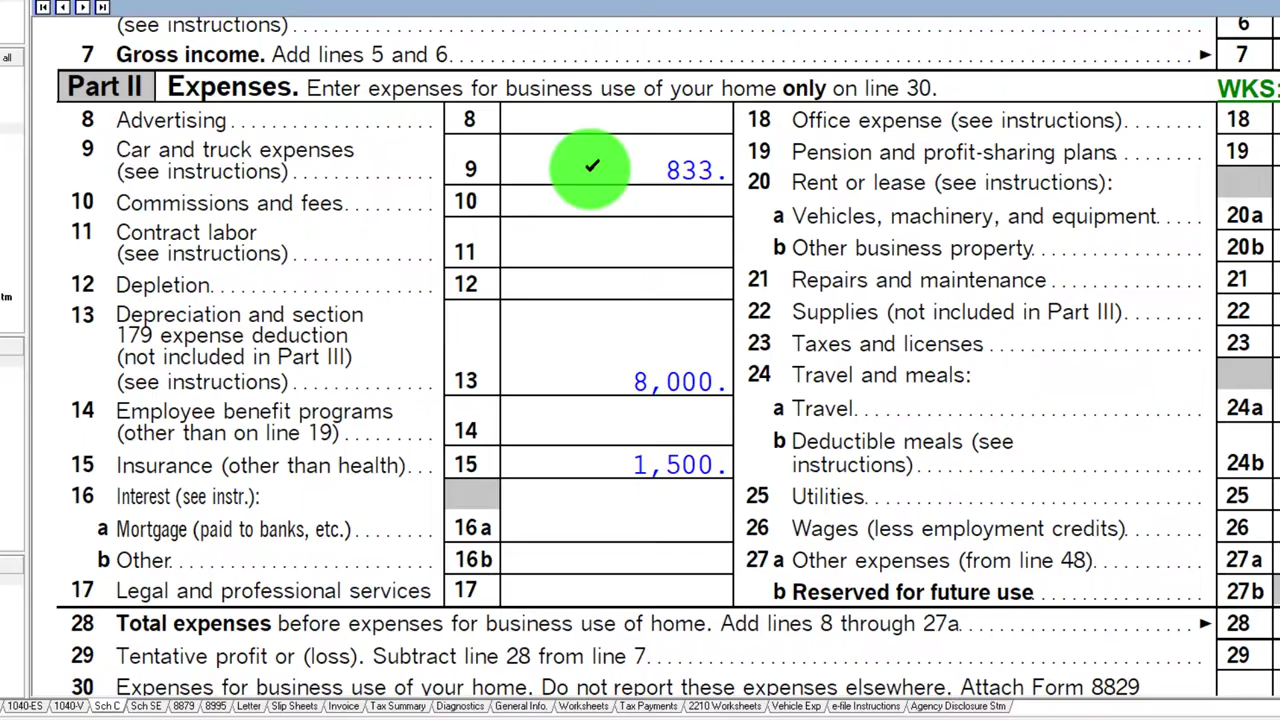 all
tm
(see instructions)
6
7 Gross income. Add lines 5 and 6.
7
Part II Expenses. Enter expenses for business use of your home only on line 30.
WKS:
8 Advertising
8
9 Car and truck expenses
(see instructions)
9
833.
10 Commissions and fees
10
11 Contract labor
(see instructions)
11
12 Depletion
12
13 Depreciation and section
179 expense deduction
(not included in Part III)
(see instructions)
13
8,000.
14 Employee benefit programs
(other than on line 19)
14
15 Insurance (other than health)
15
1,500.
16 Interest (see instr.):
a Mortgage (paid to banks, etc.)
16a
b Other
16b
17 Legal and professional services
17
18 Office expense (see instructions)
18
19 Pension and profit-sharing plans
19
20 Rent or lease (see instructions):
a Vehicles, machinery, and equipment
20a
b Other business property
20b
21 Repairs and maintenance
21
22 Supplies (not included in Part III)
22
23 Taxes and licenses
23
24 Travel and meals:
a Travel
24a
b Deductible meals (see
instructions)
24b
25 Utilities
25
26 Wages (less employment credits)
26
27a Other expenses (from line 48)
27a
b Reserved for future use
27b
28 Total expenses before expenses for business use of home. Add lines 8 through 27a
28
29 Tentative profit or (loss). Subtract line 28 from line 7
29
30 Expenses for business use of your home. Do not report these expenses elsewhere. Attach Form 8829
1040-ES 1040-V Sch C Sch SE 8879 8995 Letter Slip Sheets Invoice Tax Summary Diagnostics General Info. Worksheets Tax Payments 2210 Worksheets Vehicle Exp e-file Instructions Agency Disclosure Stm